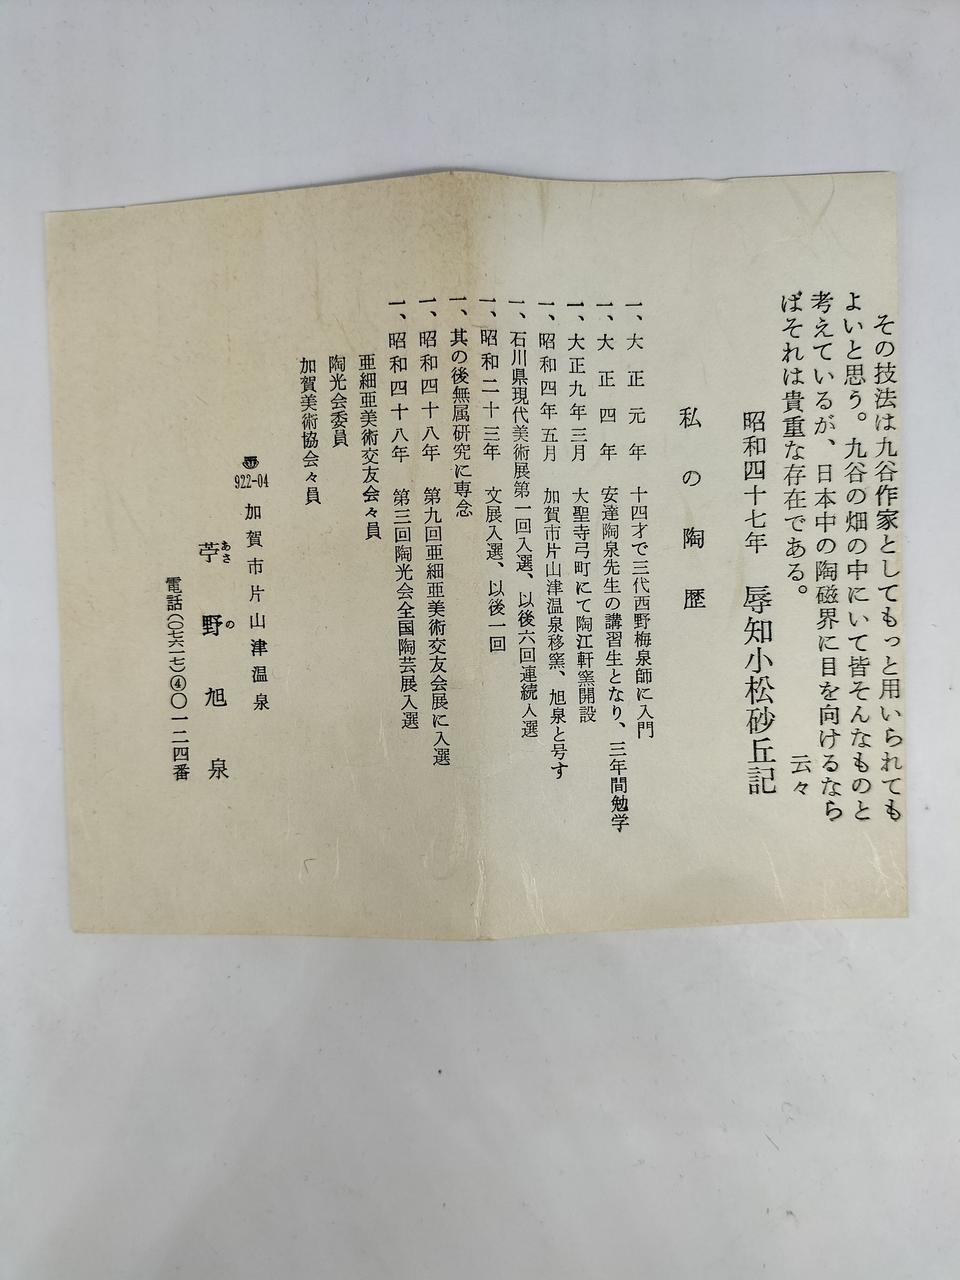 その技法は九谷作家としてもっと用いられても
よいと思う。九谷の畑の中にいて皆そんなものと
考えているが、日本中の陶磁界に目を向けるなら
ばそれは貴重な存在である。　云々
昭和四十七年　辱知小松砂丘記
私の陶歴
一、大正元年　十四才で三代西野梅泉師に入門
一、大正四年　安達陶泉先生の講習生となり、三年間勉学
一、大正九年三月　大聖寺弓町にて陶江軒窯開設
一、昭和四年五月　加賀市片山津温泉移窯、旭泉と号す
一、石川県現代美術展第一回入選、以後六回連続入選
一、昭和二十三年　文展入選、以後一回
一、其の後無属研究に専念
一、昭和四十八年　第九回亜細亜美術交友会展に入選
一、昭和四十八年　第三回陶光会全国陶芸展入選
亜細亜美術交友会々員
陶光会委員
加賀美術協会々員
〠922-04　加賀市片山津温泉
苧野旭泉
あさの
電話(〇七六一七)④〇一二四番